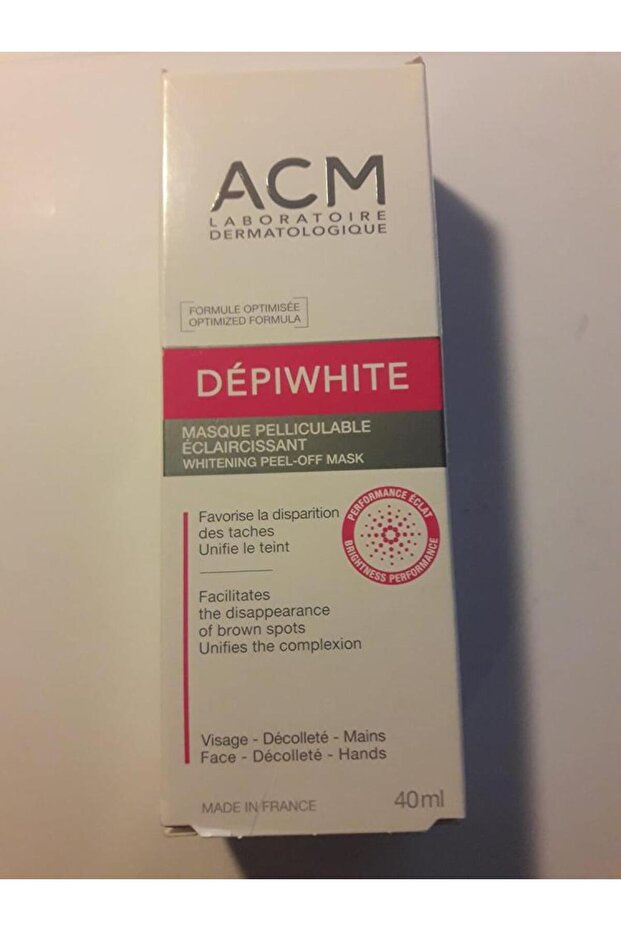 ACM
LABORATOIRE
DERMATOLOGIQUE
FORMULE OPTIMISÉE
OPTIMIZED FORMULA
DÉPIWHITE
MASQUE PELLICULABLE
ÉCLAIRCISSANT
WHITENING PEEL-OFF MASK
PERFORMANCE ÉCLAT
BRIGHTNESS PERFORMANCE
Favorise la disparition
des taches
Unifie le teint
Facilitates
the disappearance
of brown spots
Unifies the complexion
Visage - Décolleté - Mains
Face - Décolleté - Hands
MADE IN FRANCE
40ml